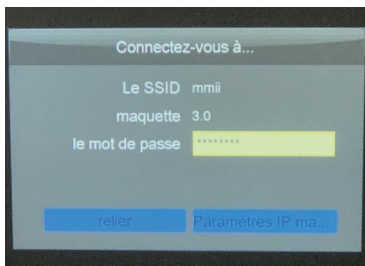 Connectez-vous à...
Le SSID mmii
maquette 3.0
le mot de passe ********
relier Paramètres IP ma...